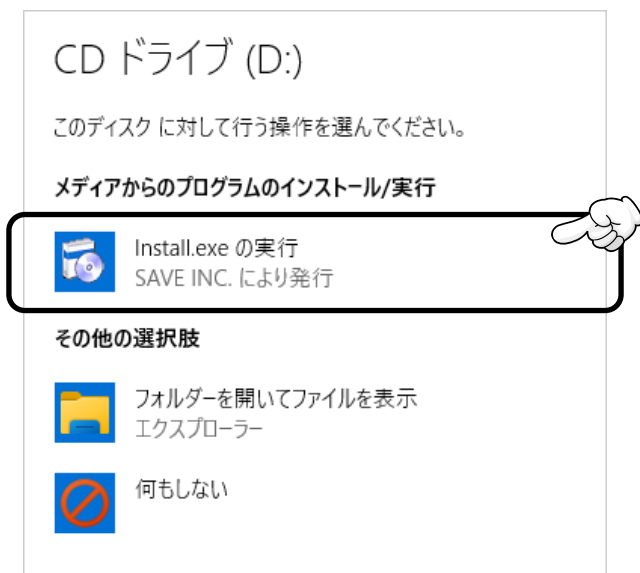 CD ドライブ (D:)
このディスク に対して行う操作を選んでください。
メディアからのプログラムのインストール/実行
Install.exe の実行
SAVE INC. により発行
その他の選択肢
フォルダーを開いてファイルを表示
エクスプローラー
何もしない